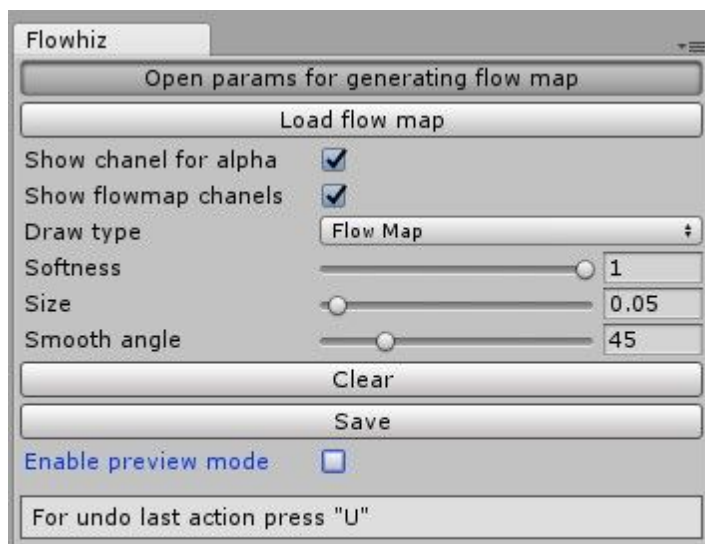 Flowhiz
Open params for generating flow map
Load flow map
Show chanel for alpha
Show flowmap chanels
Draw type Flow Map
Softness 1
Size 0.05
Smooth angle 45
Clear
Save
Enable preview mode
For undo last action press "U"